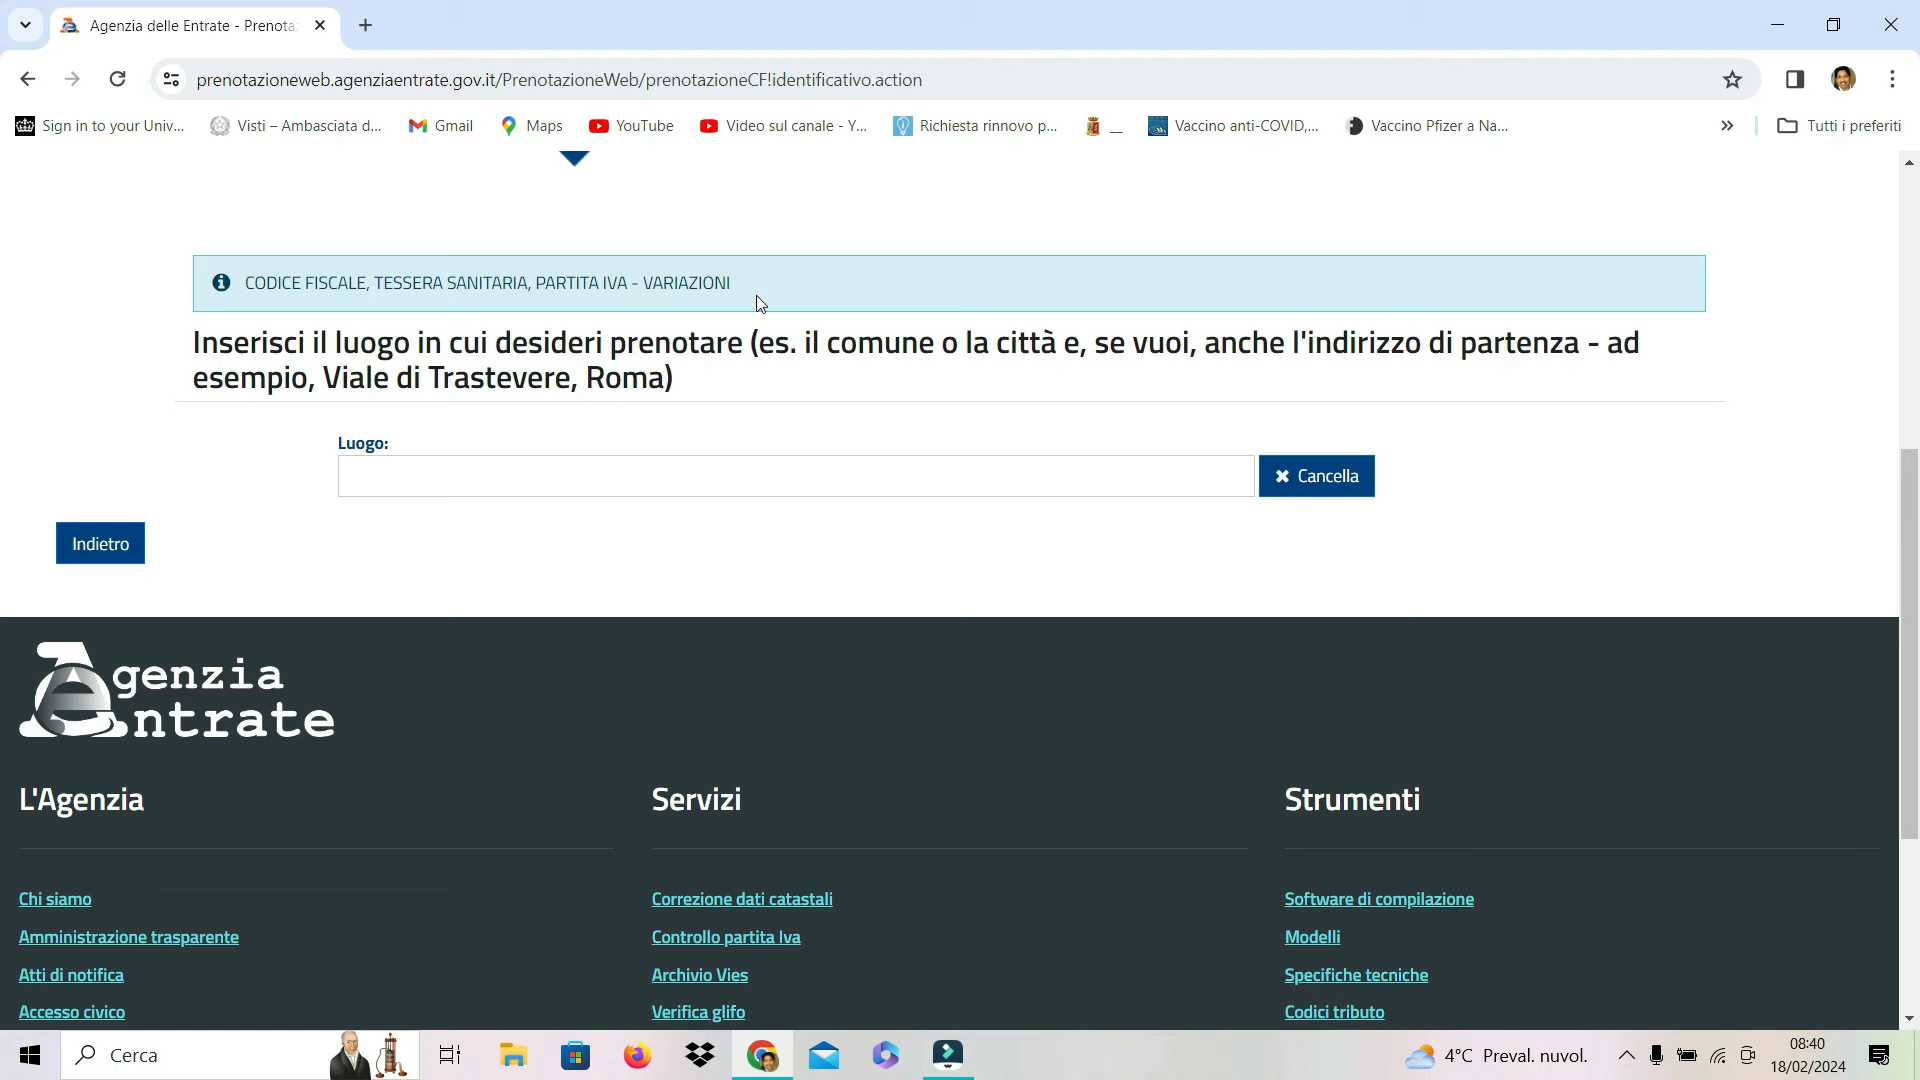 Agenzia delle Entrate - Prenota
prenotazioneweb.agenziaentrate.gov.it/PrenotazioneWeb/prenotazioneCF!identificativo.action
Sign in to your Univ...
Visti – Ambasciata d...
Gmail
Maps
YouTube
Video sul canale - Y...
Richiesta rinnovo p...
__
Vaccino anti-COVID,...
Vaccino Pfizer a Na...
Tutti i preferiti
CODICE FISCALE, TESSERA SANITARIA, PARTITA IVA - VARIAZIONI
Inserisci il luogo in cui desideri prenotare (es. il comune o la città e, se vuoi, anche l'indirizzo di partenza - ad
esempio, Viale di Trastevere, Roma)
Luogo:
Cancella
Indietro
Agenzia
Entrate
L'Agenzia
Servizi
Strumenti
Chi siamo
Correzione dati catastali
Software di compilazione
Amministrazione trasparente
Controllo partita Iva
Modelli
Atti di notifica
Archivio Vies
Specifiche tecniche
Accesso civico
Verifica glifo
Codici tributo
Cerca
4°C Preval. nuvol.
08:40
18/02/2024